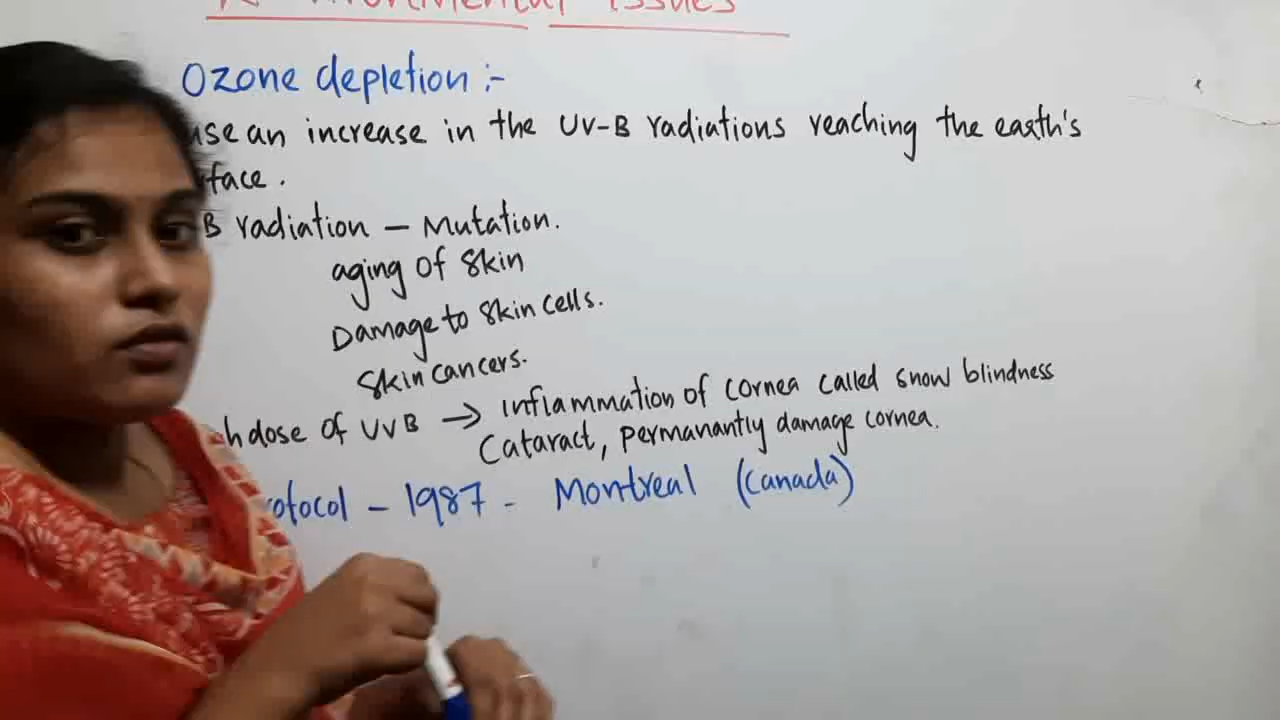 Issues
Ozone depletion :-
use an increase in the UV-B radiations reaching the earth's
face.
B radiation – Mutation.
aging of skin
Damage to skin cells.
Skin cancers.
h dose of UVB → Inflammation of cornea called snow blindness
Cataract, permanantly damage cornea.
otocol – 1987 - Montreal (Canada)